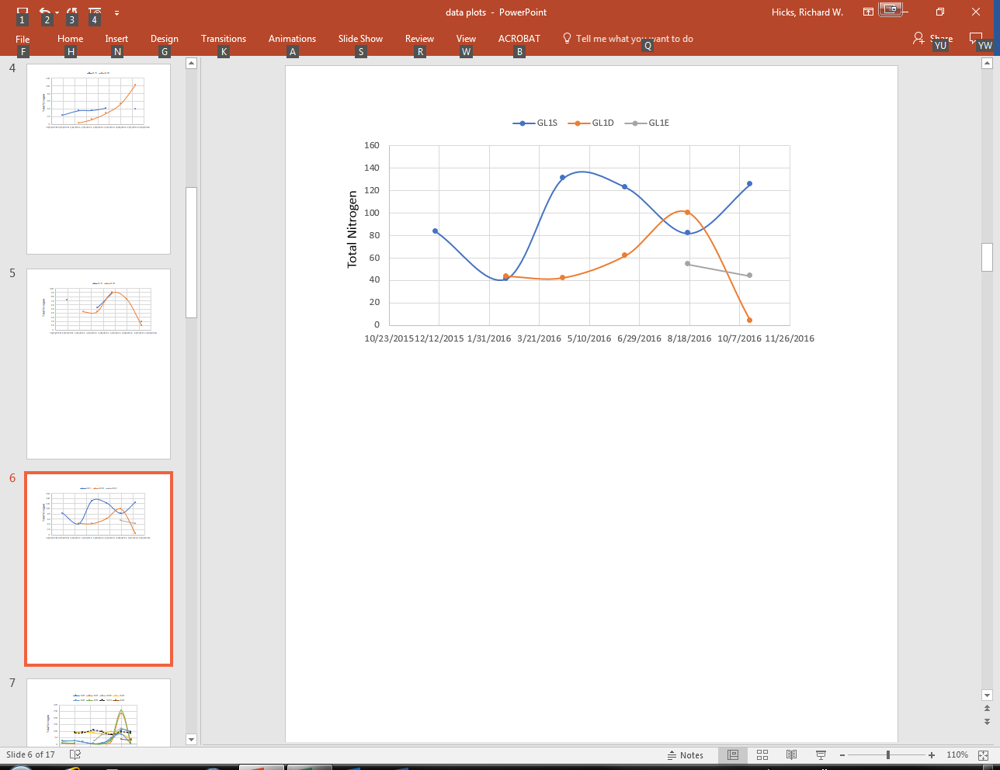 data plots - PowerPoint
Hicks, Richard W.
1 2 3 4
File Home Insert Design Transitions Animations Slide Show Review View ACROBAT Tell me what you want to do Share
F H N G K A S R W B Q YU YW
4
5
6
7
Total Nitrogen
GL1S GL1D GL1E
160
140
120
100
80
60
40
20
0
Total Nitrogen
10/23/2015 12/12/2015 1/31/2016 3/21/2016 5/10/2016 6/29/2016 8/18/2016 10/7/2016 11/26/2016
Slide 6 of 17
Notes
110%